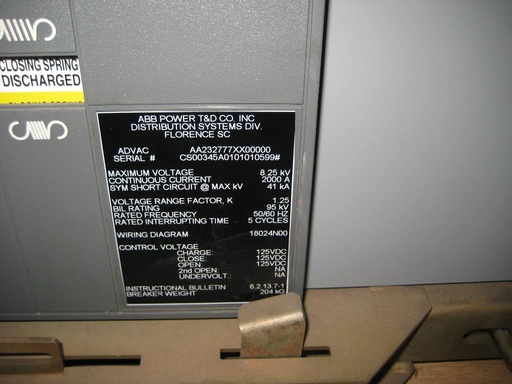 CLOSING SPRING
DISCHARGED
ABB POWER T&D CO. INC
DISTRIBUTION SYSTEMS DIV.
FLORENCE SC
ADVAC AA232777XX00000
SERIAL # CS00345A0101010599#
MAXIMUM VOLTAGE 8.25 kV
CONTINUOUS CURRENT 2000 A
SYM SHORT CIRCUIT @ MAX kV 41 kA
VOLTAGE RANGE FACTOR, K 1.25
BIL RATING 95 kV
RATED FREQUENCY 50/60 HZ
RATED INTERRUPTING TIME 5 CYCLES
WIRING DIAGRAM 18024N00
CONTROL VOLTAGE
CHARGE: 125VDC
CLOSE: 125VDC
OPEN: 125VDC
2nd OPEN: NA
UNDERVOLT.: NA
INSTRUCTIONAL BULLETIN 6.2.13.7-1
BREAKER WEIGHT 204 kG